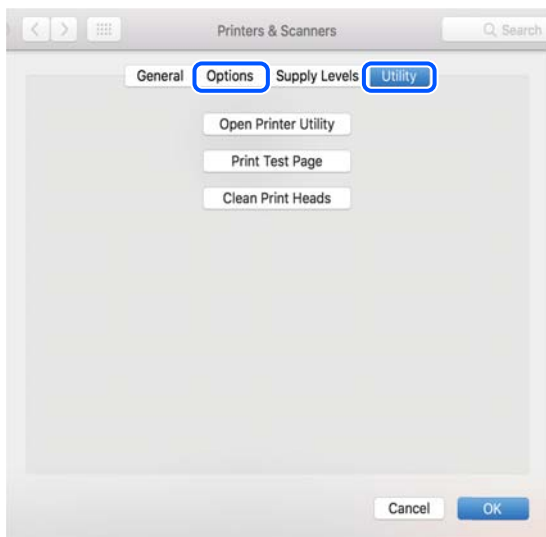 Printers & Scanners Search
General Options Supply Levels Utility
Open Printer Utility
Print Test Page
Clean Print Heads
Cancel OK